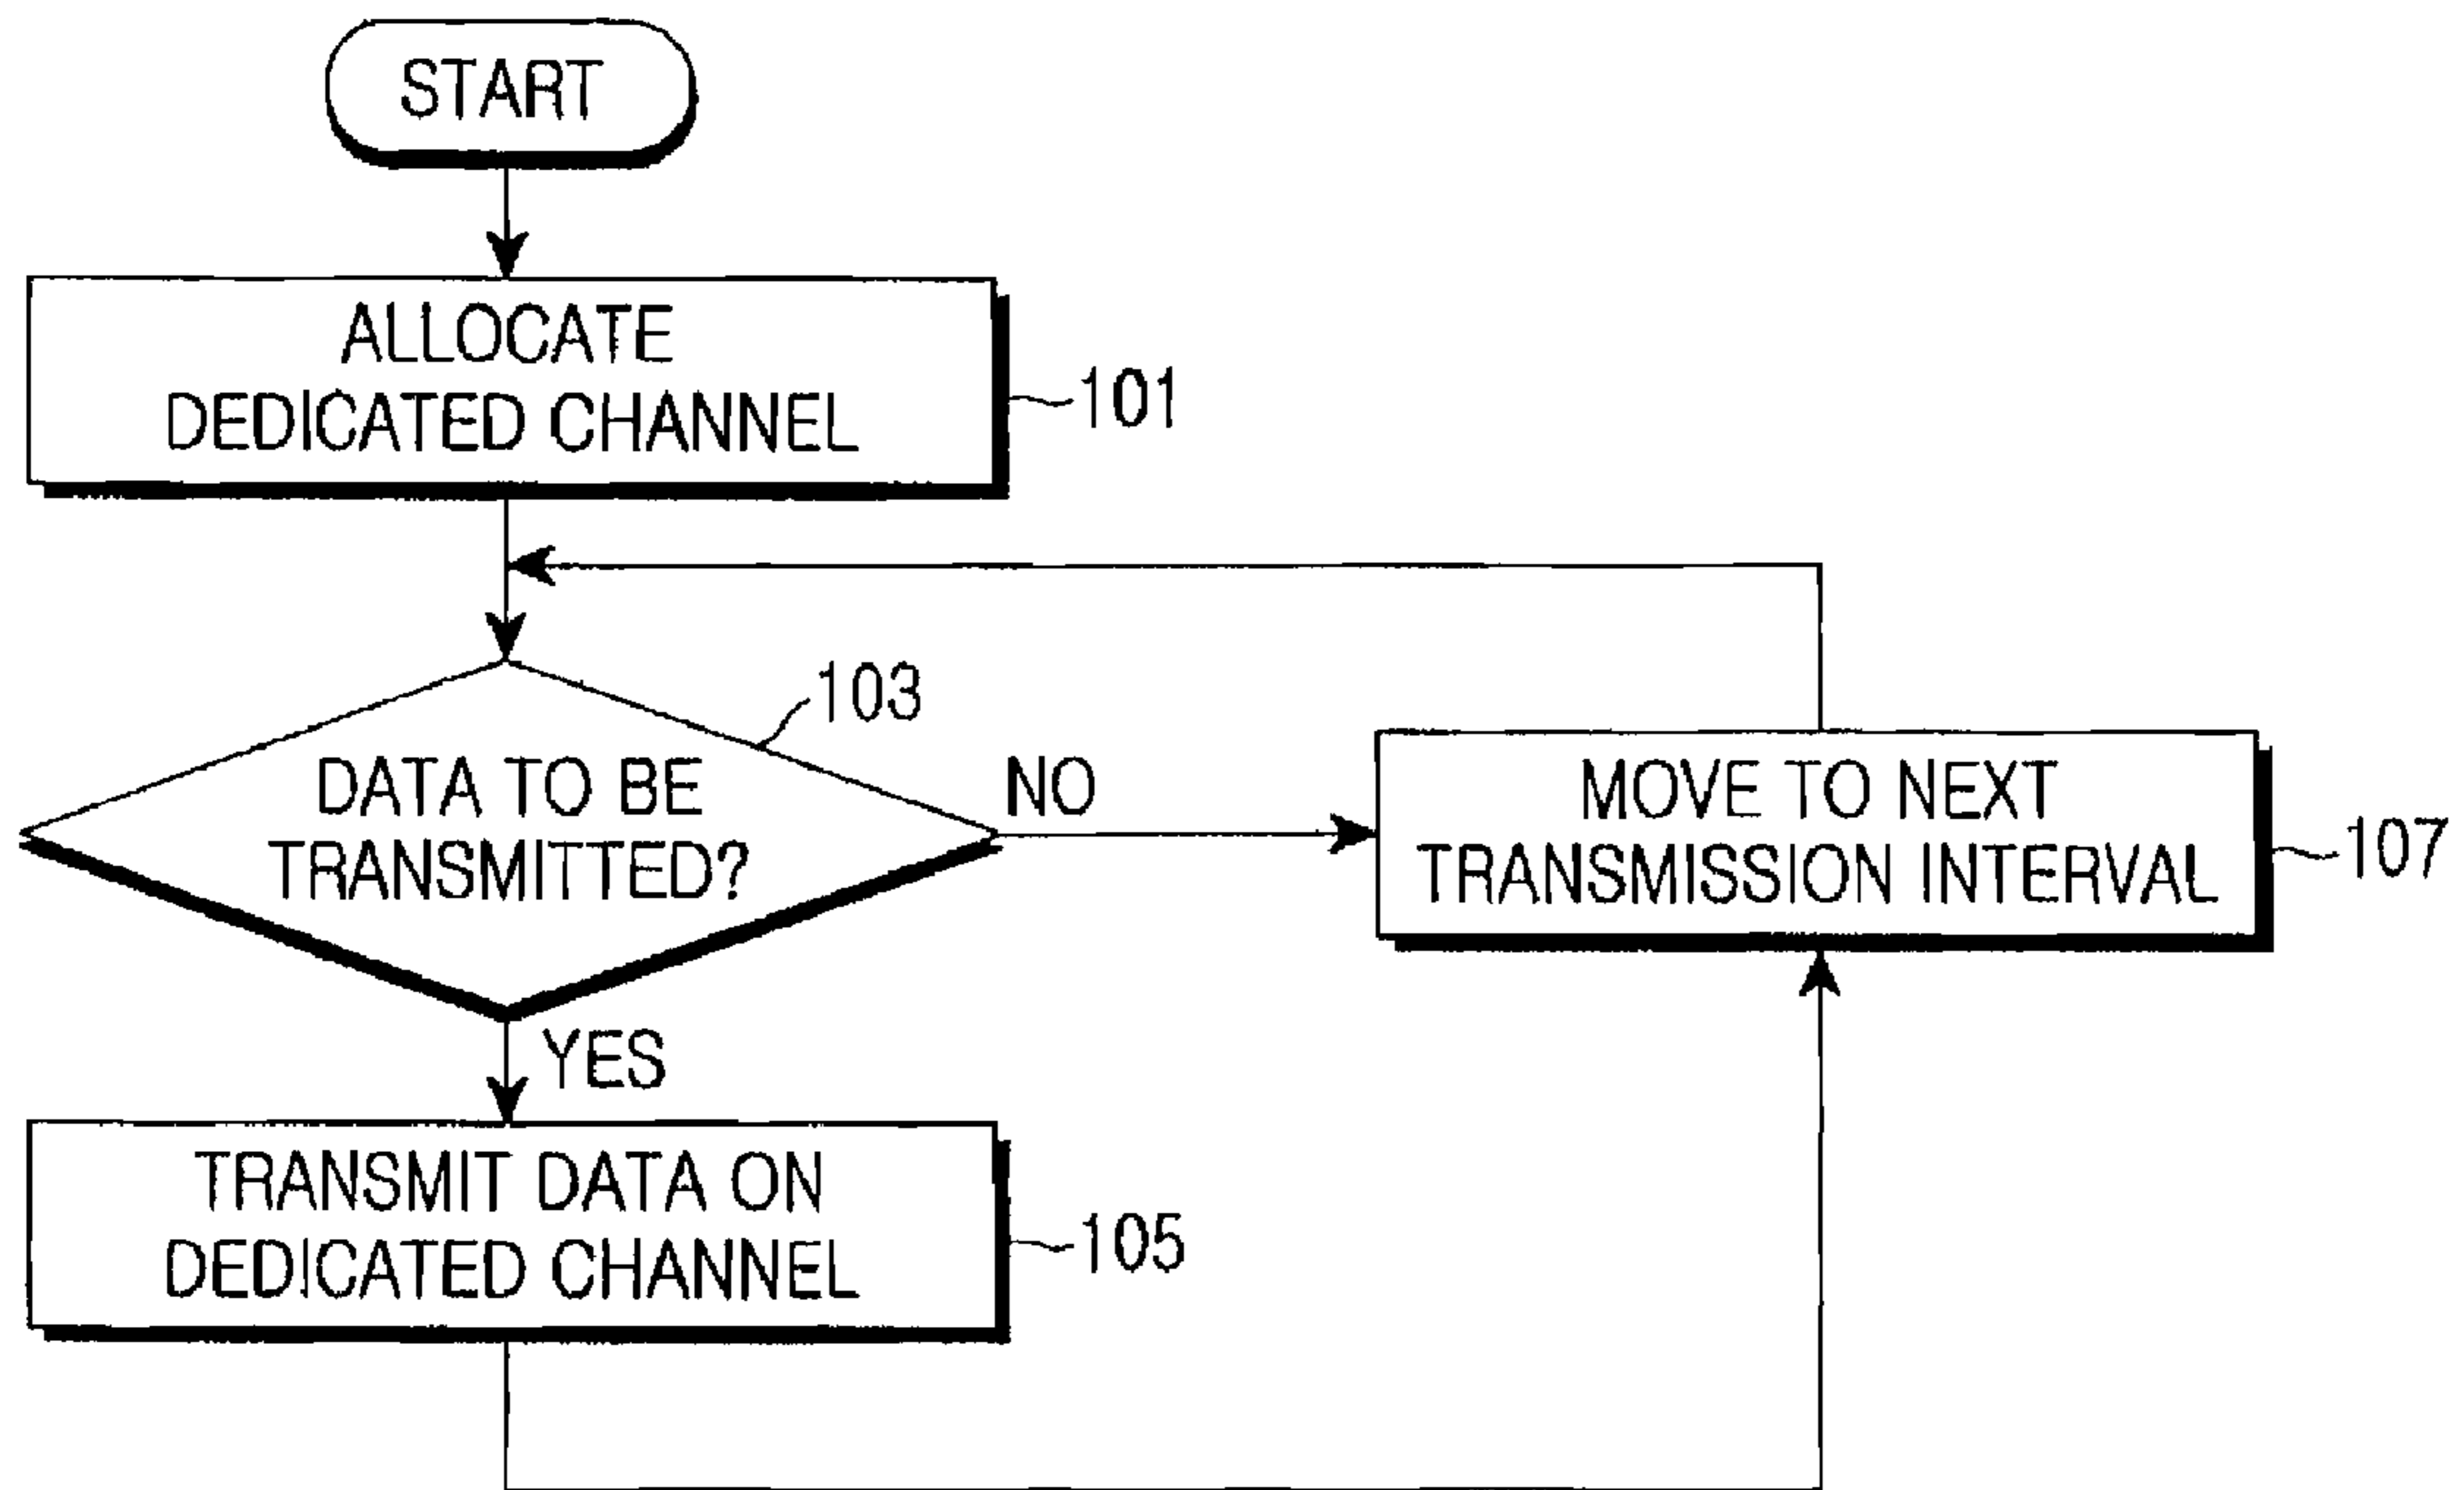 START
ALLOCATE
DEDICATED CHANNEL
101
103
DATA TO BE
TRANSMITTED?
NO
MOVE TO NEXT
TRANSMISSION INTERVAL
107
YES
TRANSMIT DATA ON
DEDICATED CHANNEL
105